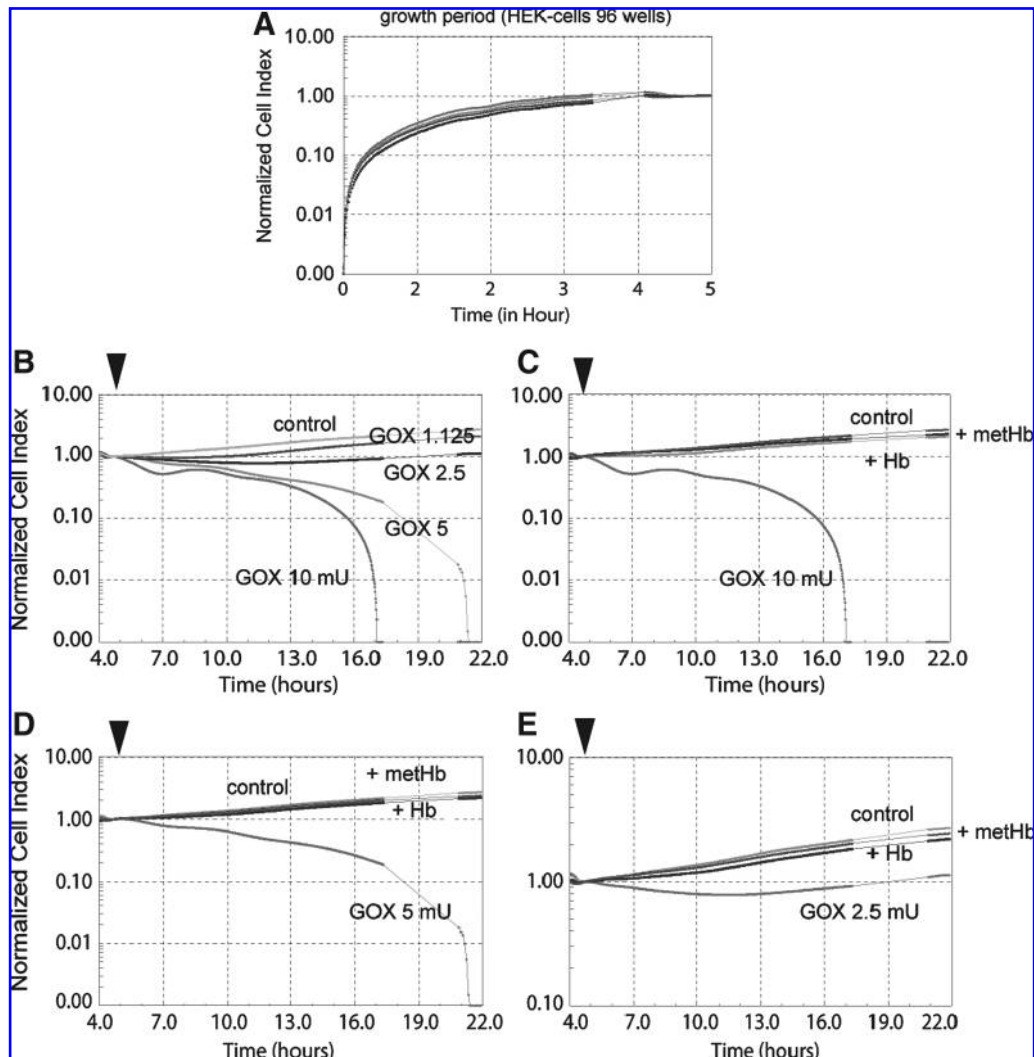 growth period (HEK-cells 96 wells)
A
Normalized Cell Index
10.00
1.00
0.10
0.01
0.00
0 2 2 3 4 5
Time (in Hour)
B
Normalized Cell Index
10.00
1.00
0.10
0.01
0.00
control
GOX 1.125
GOX 2.5
GOX 5
GOX 10 mU
4.0 7.0 10.0 13.0 16.0 19.0 22.0
Time (hours)
C
10.00
1.00
0.10
0.01
0.00
control
+ metHb
+ Hb
GOX 10 mU
4.0 7.0 10.0 13.0 16.0 19.0 22.0
Time (hours)
D
Normalized Cell Index
10.00
1.00
0.10
0.01
0.00
+ metHb
control
+ Hb
GOX 5 mU
4.0 7.0 10.0 13.0 16.0 19.0 22.0
Time (hours)
E
10.00
1.00
0.10
control
+ metHb
+ Hb
GOX 2.5 mU
4.0 7.0 10.0 13.0 16.0 19.0 22.0
Time (hours)